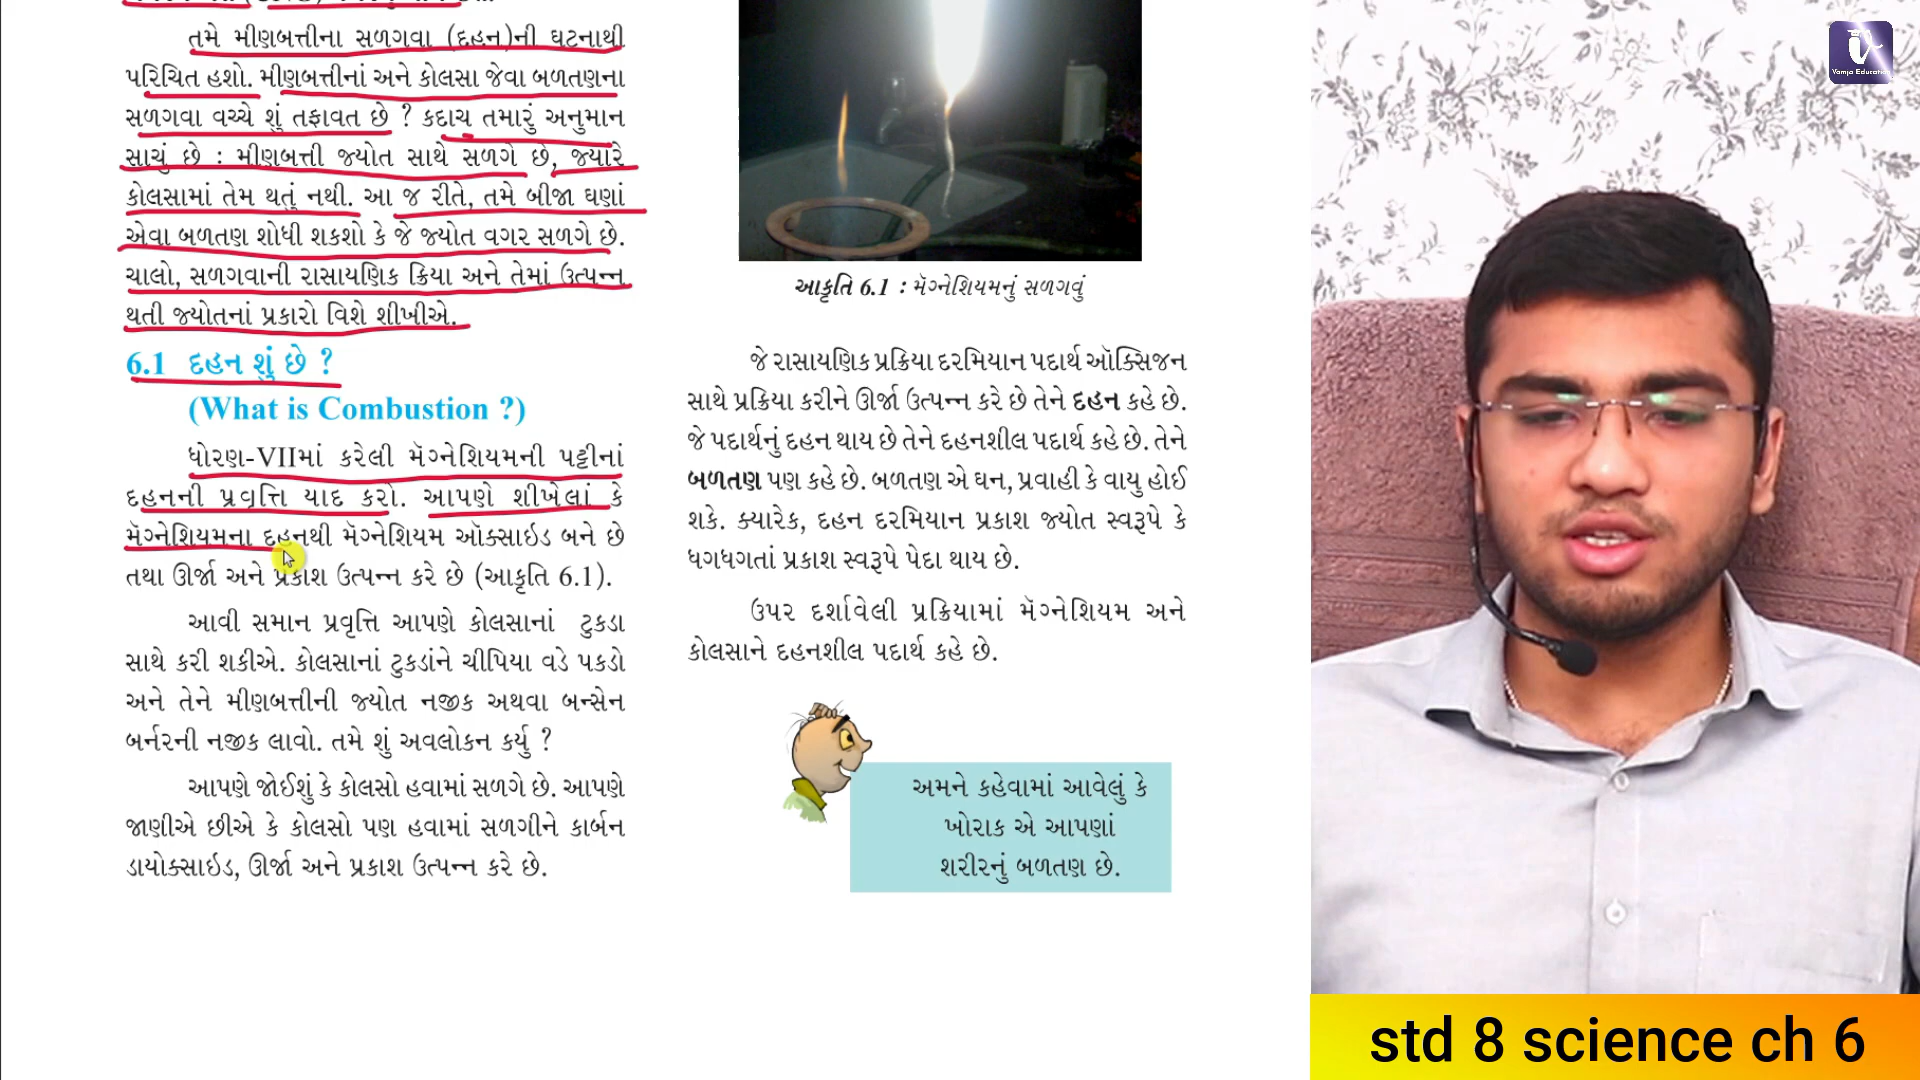 તમે મીણબત્તીના સળગવા (દહન)ની ઘટનાથી
પરિચિત હશો. મીણબત્તીનાં અને કોલસા જેવા બળતણના
સળગવા વચ્ચે શું તફાવત છે ? કદાચ તમારું અનુમાન
સાચું છે : મીણબત્તી જ્યોત સાથે સળગે છે, જ્યારે
કોલસામાં તેમ થતું નથી. આ જ રીતે, તમે બીજા ઘણાં
એવા બળતણ શોધી શકશો કે જે જ્યોત વગર સળગે છે.
ચાલો, સળગવાની રાસાયણિક ક્રિયા અને તેમાં ઉત્પન્ન
થતી જ્યોતનાં પ્રકારો વિશે શીખીએ.
6.1 દહન શું છે ?
(What is Combustion ?)
ધોરણ-VIIમાં કરેલી મૅગ્નેશિયમની પટ્ટીનાં
દહનની પ્રવૃત્તિ યાદ કરો. આપણે શીખેલાં કે
મૅગ્નેશિયમના દહનથી મૅગ્નેશિયમ ઑક્સાઇડ બને છે
તથા ઊર્જા અને પ્રકાશ ઉત્પન્ન કરે છે (આકૃતિ 6.1).
આવી સમાન પ્રવૃત્તિ આપણે કોલસાનાં ટુકડા
સાથે કરી શકીએ. કોલસાનાં ટુકડાંને ચીપિયા વડે પકડો
અને તેને મીણબત્તીની જ્યોત નજીક અથવા બન્સેન
બર્નરની નજીક લાવો. તમે શું અવલોકન કર્યુ ?
આપણે જોઈશું કે કોલસો હવામાં સળગે છે. આપણે
જાણીએ છીએ કે કોલસો પણ હવામાં સળગીને કાર્બન
ડાયોક્સાઇડ, ઊર્જા અને પ્રકાશ ઉત્પન્ન કરે છે.
આકૃતિ 6.1 : મૅગ્નેશિયમનું સળગવું
જે રાસાયણિક પ્રક્રિયા દરમિયાન પદાર્થ ઑક્સિજન
સાથે પ્રક્રિયા કરીને ઊર્જા ઉત્પન્ન કરે છે તેને દહન કહે છે.
જે પદાર્થનું દહન થાય છે તેને દહનશીલ પદાર્થ કહે છે. તેને
બળતણ પણ કહે છે. બળતણ એ ઘન, પ્રવાહી કે વાયુ હોઈ
શકે. ક્યારેક, દહન દરમિયાન પ્રકાશ જ્યોત સ્વરૂપે કે
ધગધગતાં પ્રકાશ સ્વરૂપે પેદા થાય છે.
ઉપર દર્શાવેલી પ્રક્રિયામાં મૅગ્નેશિયમ અને
કોલસાને દહનશીલ પદાર્થ કહે છે.
અમને કહેવામાં આવેલું કે
ખોરાક એ આપણાં
શરીરનું બળતણ છે.
Vamja Education
std 8 science ch 6